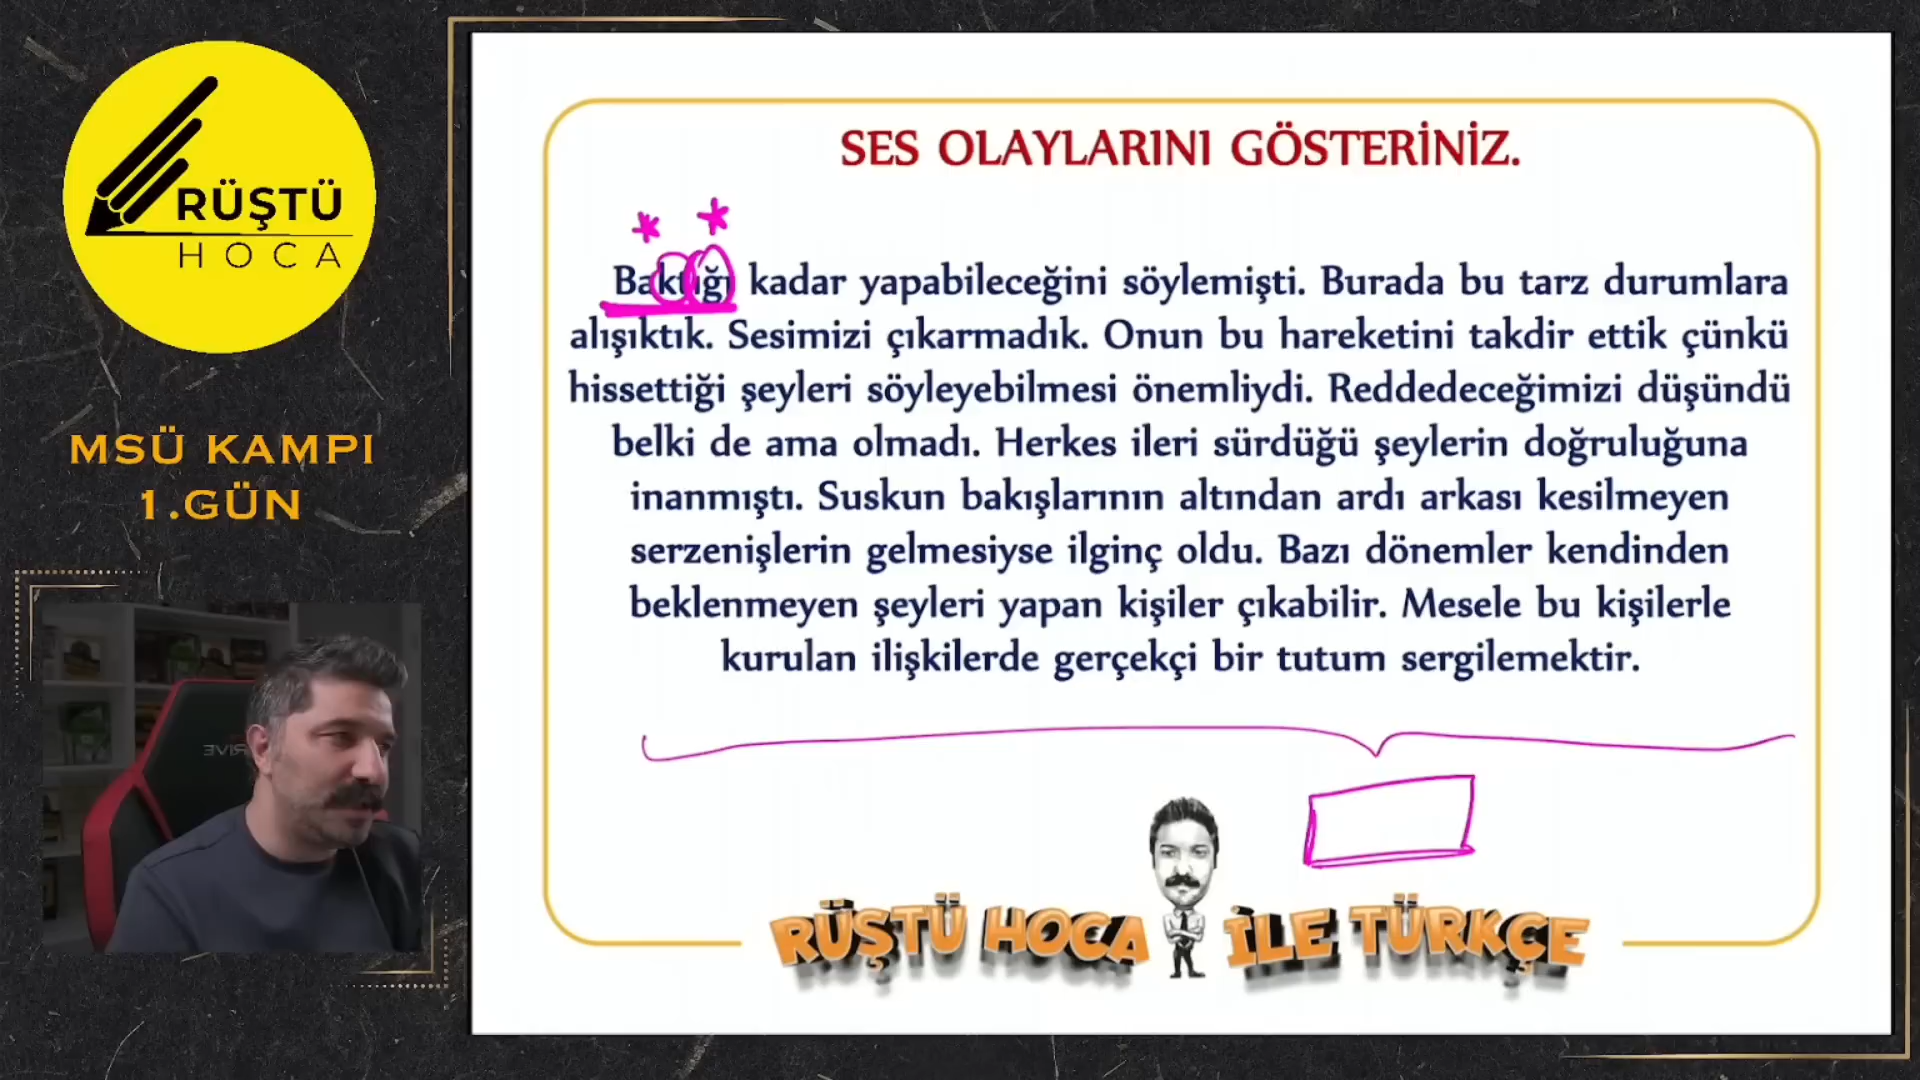 RÜŞTÜ
HOCA
MSÜ KAMPI
1.GÜN
SES OLAYLARINI GÖSTERİNİZ.
Baktığı kadar yapabileceğini söylemişti. Burada bu tarz durumlara
alışıktık. Sesimizi çıkarmadık. Onun bu hareketini takdir ettik çünkü
hissettiği şeyleri söyleyebilmesi önemliydi. Reddedeceğimizi düşündü
belki de ama olmadı. Herkes ileri sürdüğü şeylerin doğruluğuna
inanmıştı. Suskun bakışlarının altından ardı arkası kesilmeyen
serzenişlerin gelmesiyse ilginç oldu. Bazı dönemler kendinden
beklenmeyen şeyleri yapan kişiler çıkabilir. Mesele bu kişilerle
kurulan ilişkilerde gerçekçi bir tutum sergilemektir.
RÜŞTÜ HOCA İLE TÜRKÇE